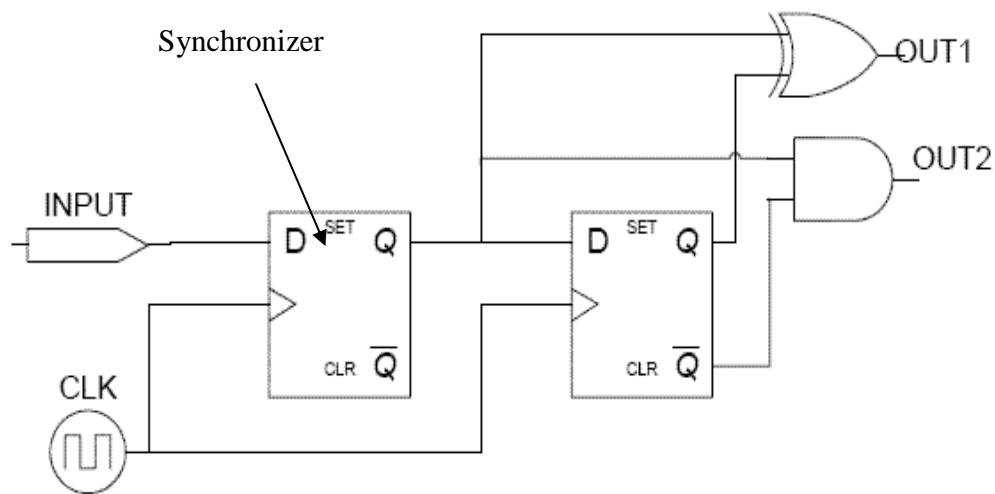 Synchronizer
OUT1
OUT2
INPUT
D SET Q
CLR Q̅
D SET Q
CLR Q̅
CLK